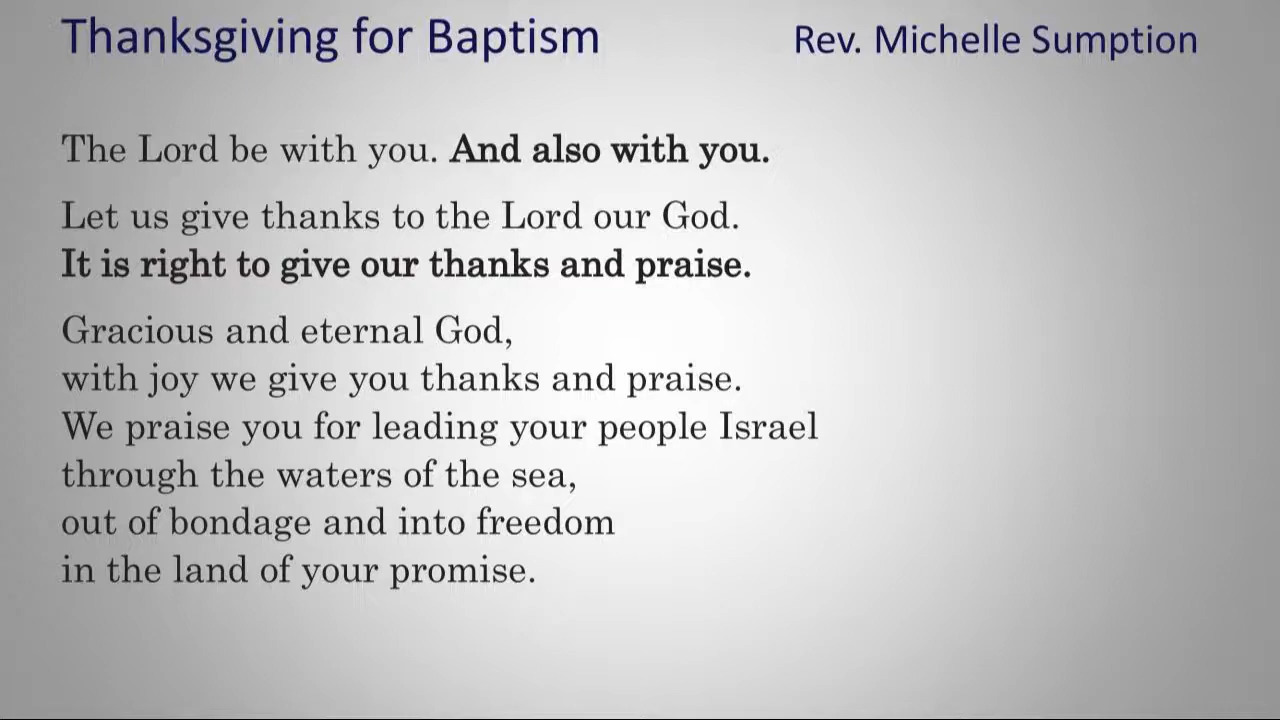 Thanksgiving for Baptism
Rev. Michelle Sumption
The Lord be with you. And also with you.
Let us give thanks to the Lord our God.
It is right to give our thanks and praise.
Gracious and eternal God,
with joy we give you thanks and praise.
We praise you for leading your people Israel
through the waters of the sea,
out of bondage and into freedom
in the land of your promise.